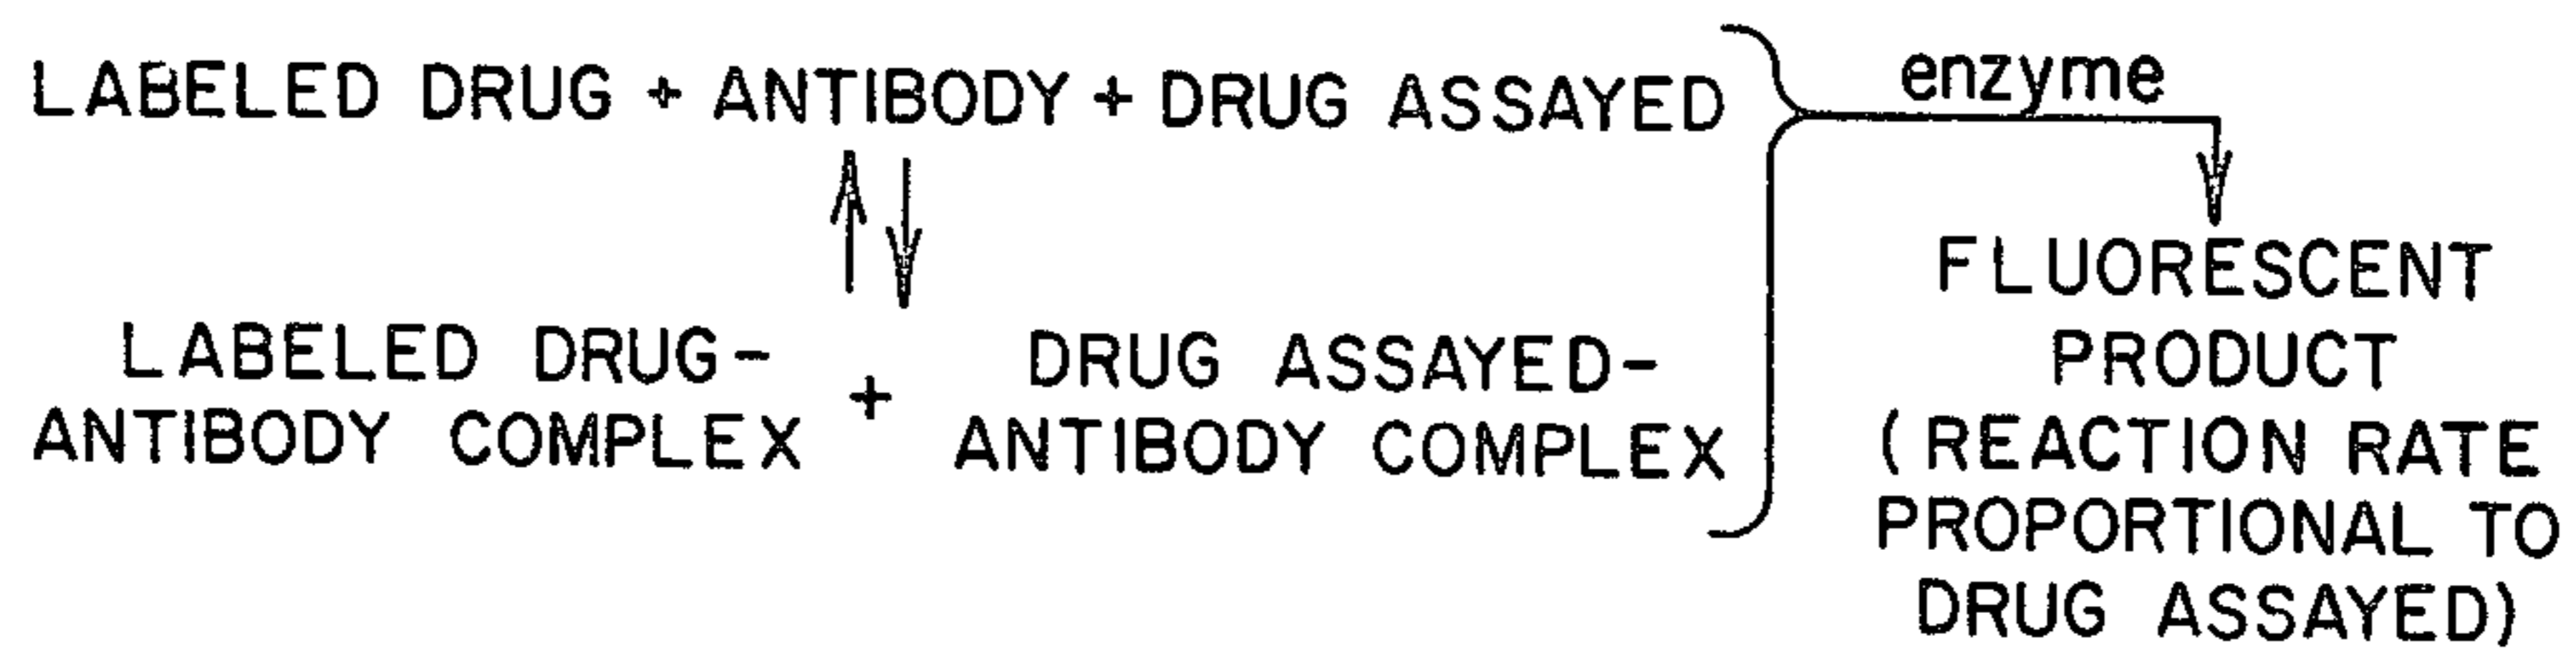 LABELED DRUG + ANTIBODY + DRUG ASSAYED
enzyme
LABELED DRUG-
ANTIBODY COMPLEX
+
DRUG ASSAYED-
ANTIBODY COMPLEX
FLUORESCENT
PRODUCT
(REACTION RATE
PROPORTIONAL TO
DRUG ASSAYED)